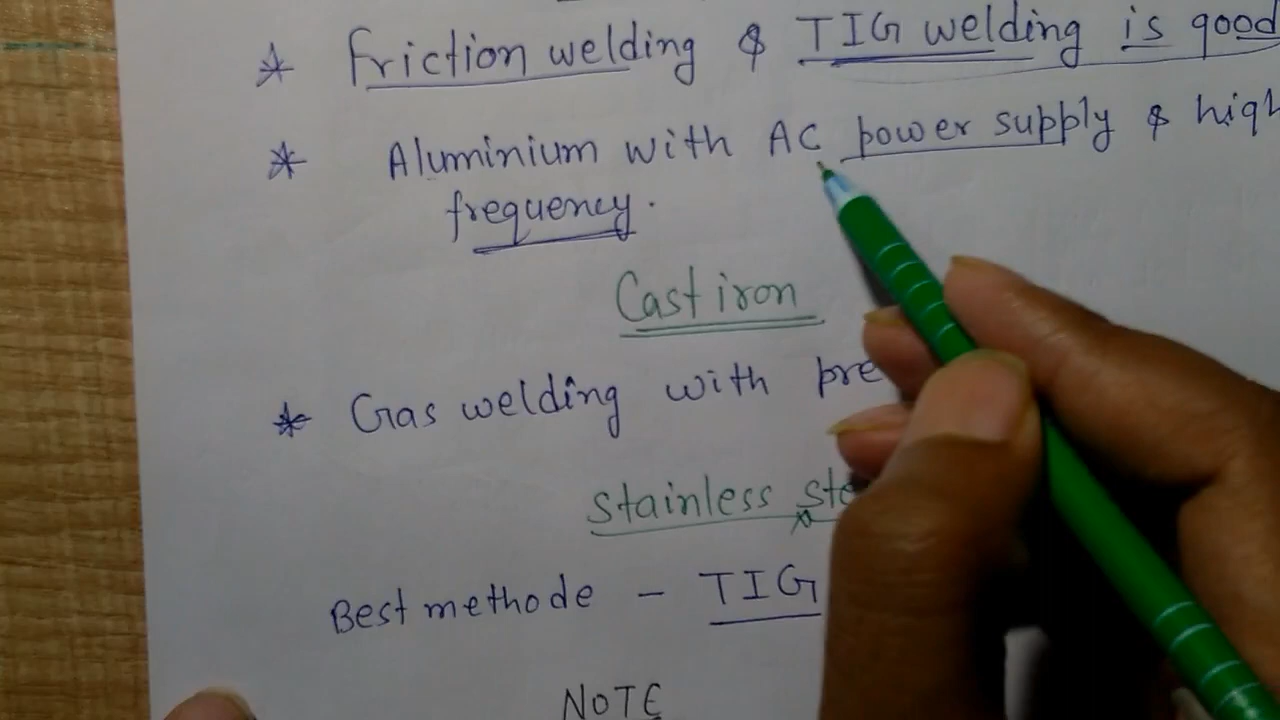 * Friction welding & TIG welding is good
* Aluminium with AC power supply & high
frequency.
Cast iron
* Gas welding with pre
Stainless ste
Best methode - TIG
NOTE